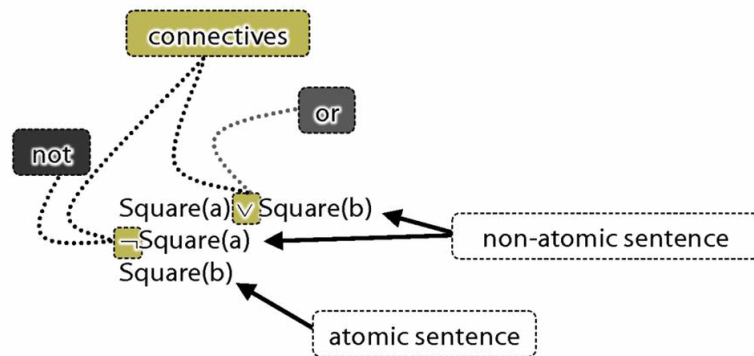 connectives
or
not
Square(a) ∨ Square(b)
¬Square(a)
Square(b)
non-atomic sentence
atomic sentence